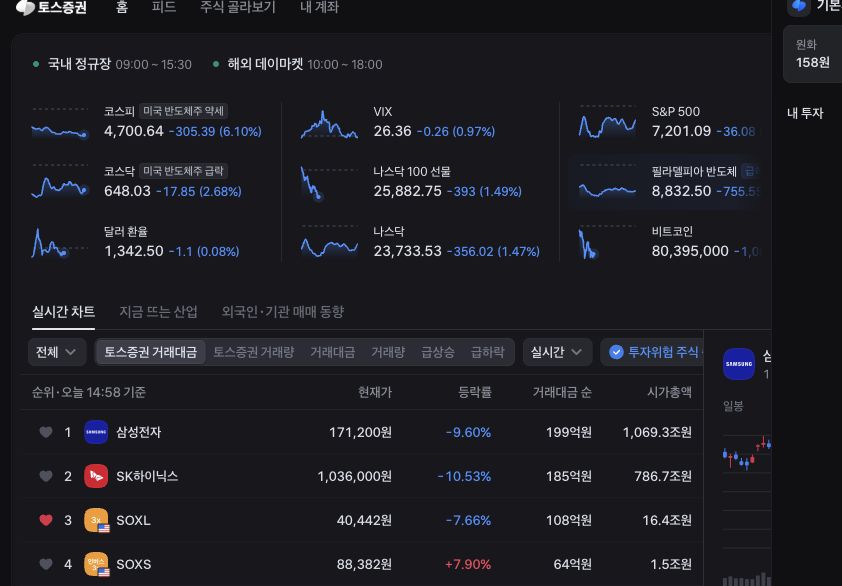 토스증권 홈 피드 주식 골라보기 내 계좌
국내 정규장 09:00 ~ 15:30 해외 데이마켓 10:00 ~ 18:00
코스피 미국 반도체주 약세
4,700.64 -305.39 (6.10%)
VIX
26.36 -0.26 (0.97%)
S&P 500
7,201.09 -36.08
코스닥 미국 반도체주 급락
648.03 -17.85 (2.68%)
나스닥 100 선물
25,882.75 -393 (1.49%)
필라델피아 반도체
8,832.50 -755.55
달러 환율
1,342.50 -1.1 (0.08%)
나스닥
23,733.53 -356.02 (1.47%)
비트코인
80,395,000
원화
158원
내 투자
실시간 차트 지금 뜨는 산업 외국인·기관 매매 동향
전체 토스증권 거래대금 토스증권 거래량 거래대금 거래량 급상승 급하락 실시간 투자위험 주식
순위·오늘 14:58 기준 현재가 등락률 거래대금 순 시가총액
1 SAMSUNG 삼성전자 171,200원 -9.60% 199억원 1,069.3조원
2 SK하이닉스 1,036,000원 -10.53% 185억원 786.7조원
3 3x SOXL 40,442원 -7.66% 108억원 16.4조원
4 인버스 3x SOXS 88,382원 +7.90% 64억원 1.5조원
SAMSUNG
일봉